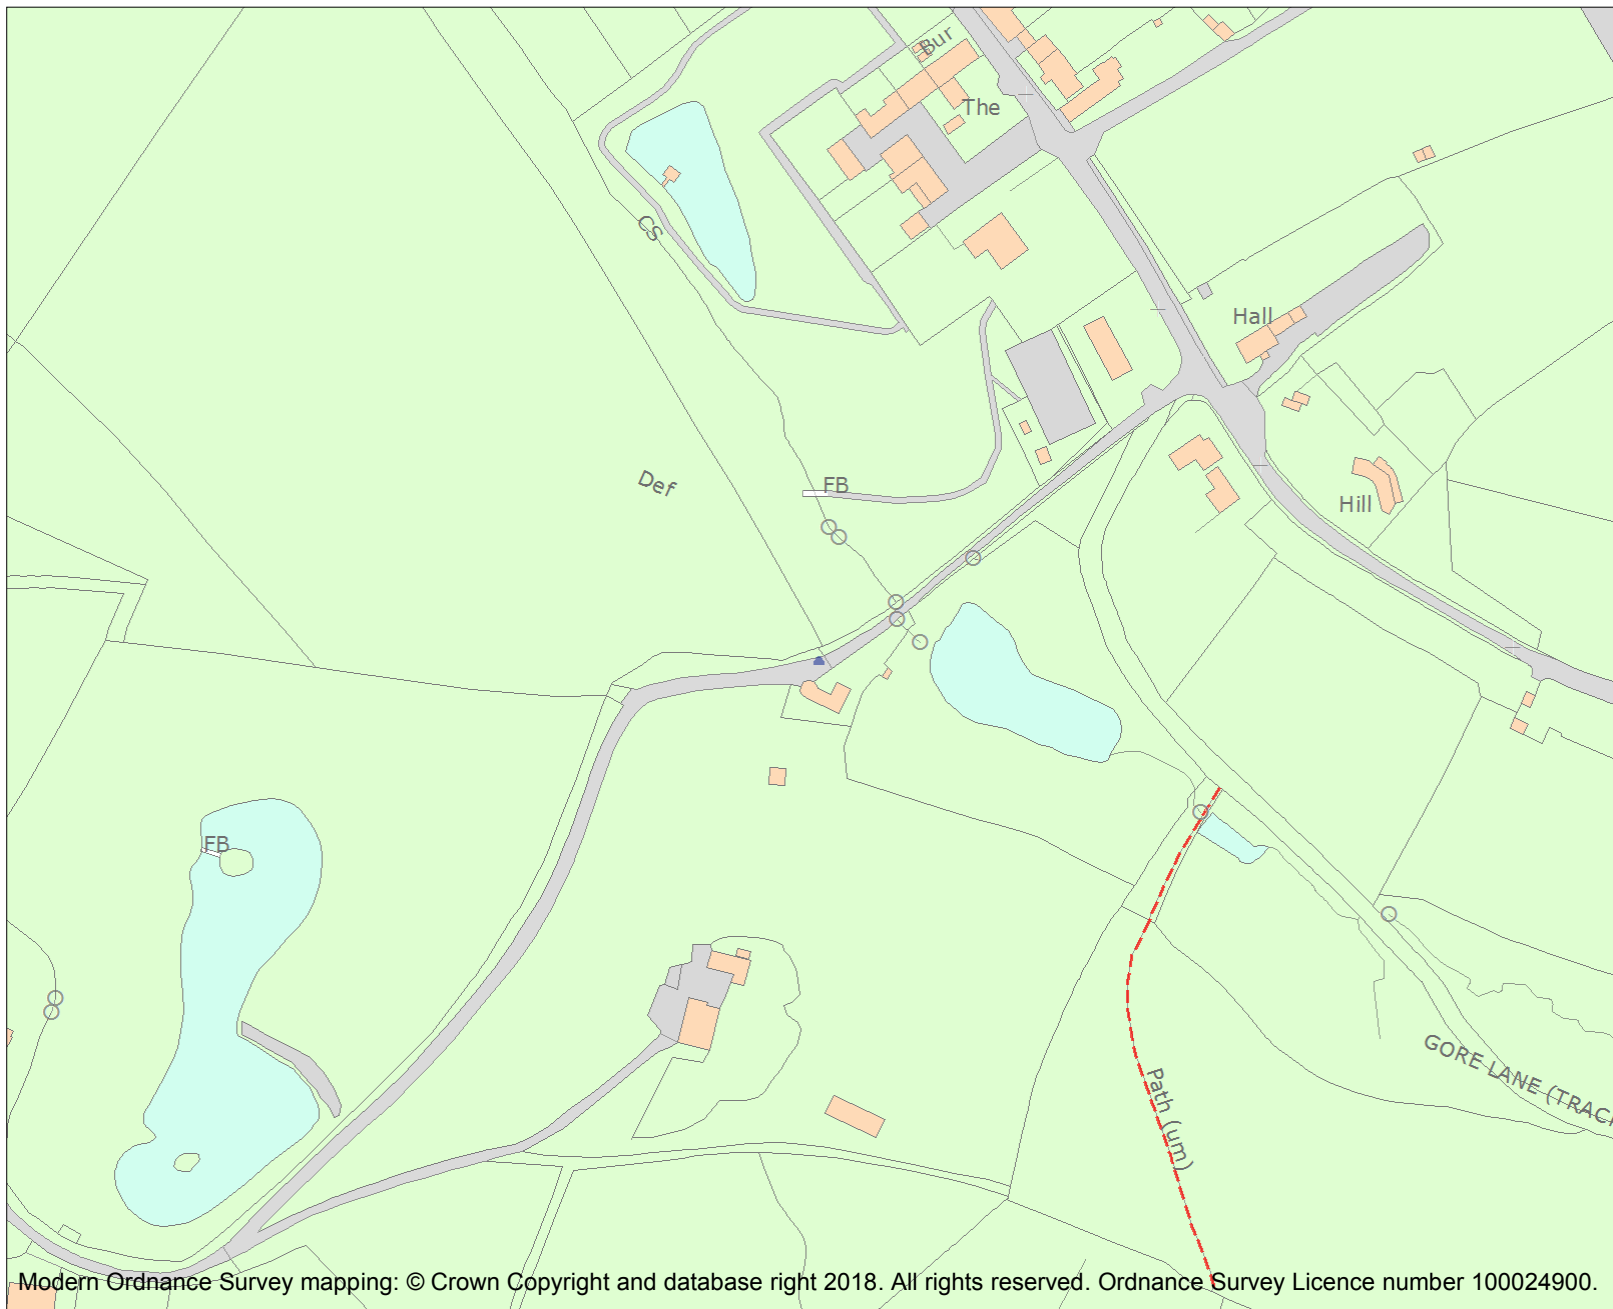 Bur
The
CS
Hall
Def
FB
Hill
FB
GORE LANE (TRAC
Path (um)
Modern Ordnance Survey mapping: © Crown Copyright and database right 2018. All rights reserved. Ordnance Survey Licence number 100024900.